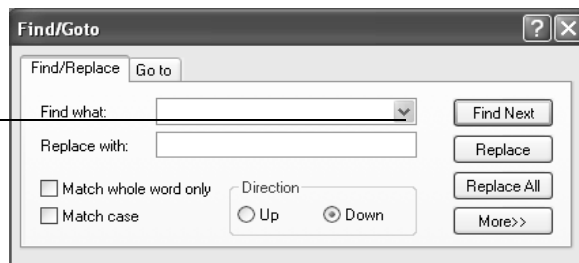 Find/Goto
Find/Replace Go to
Find what: Find Next
Replace with: Replace
Match whole word only Direction Replace All
Match case Up Down More>>